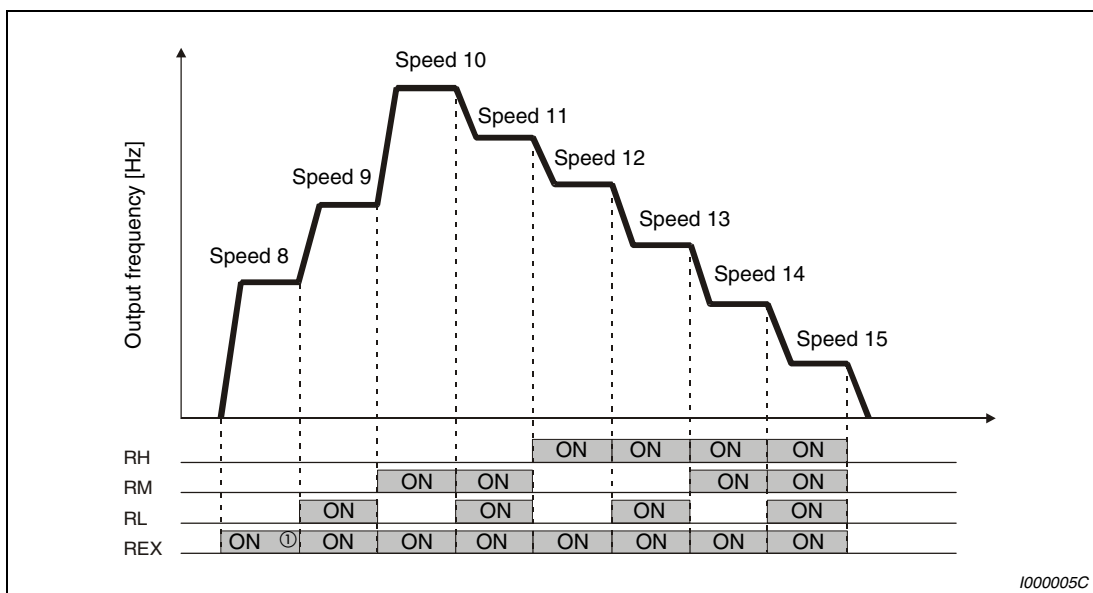 Speed 10
Speed 11
Speed 12
Speed 9
Speed 13
Speed 8
Speed 14
Speed 15
Output frequency [Hz]
RH ON ON ON ON
RM ON ON ON ON
RL ON ON ON ON
REX ON ① ON ON ON ON ON ON ON
I000005C